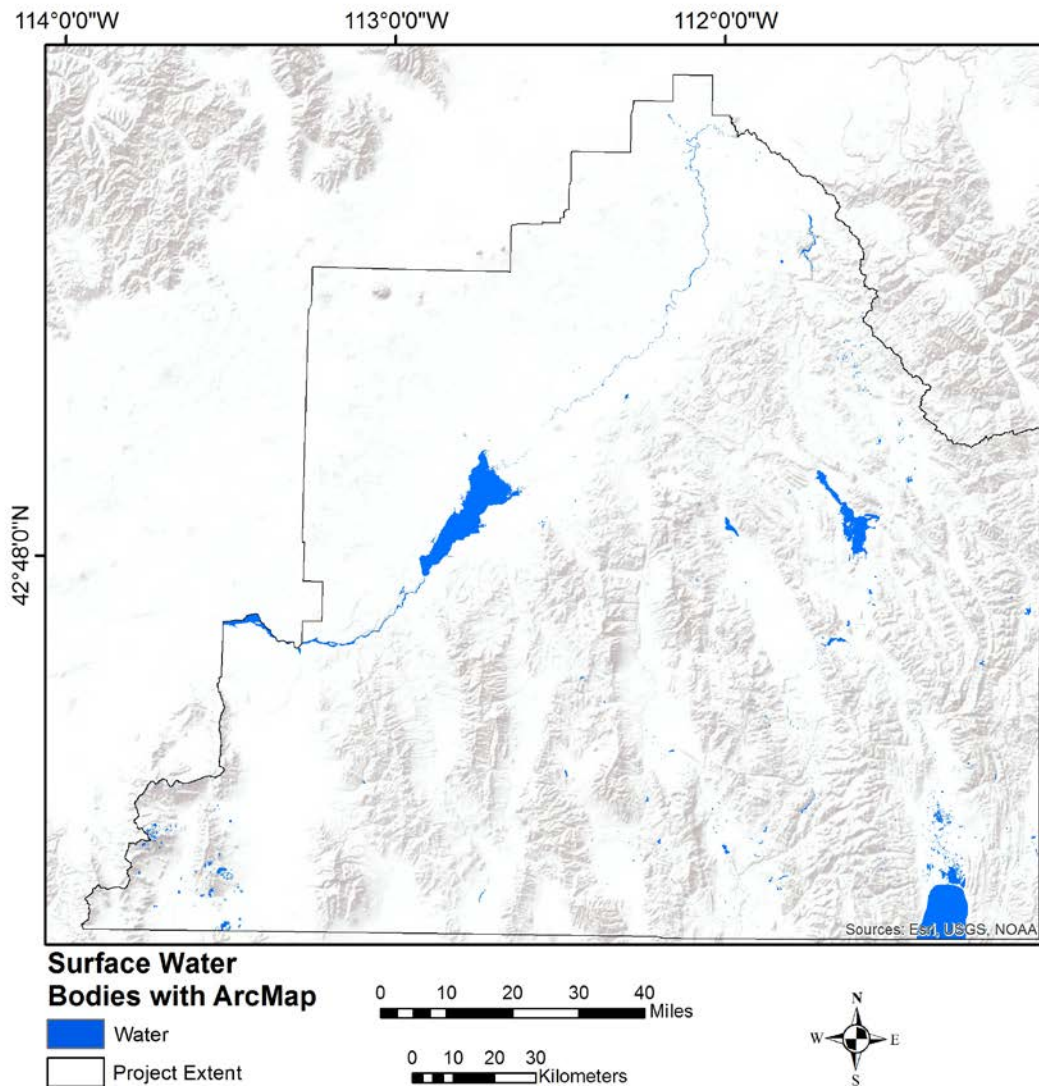 114°0'0"W 113°0'0"W 112°0'0"W
42°48'0"N
Sources: Esri, USGS, NOAA
Surface Water
Bodies with ArcMap
Water
Project Extent
0 10 20 30 40
Miles
0 10 20 30
Kilometers
N
W E
S